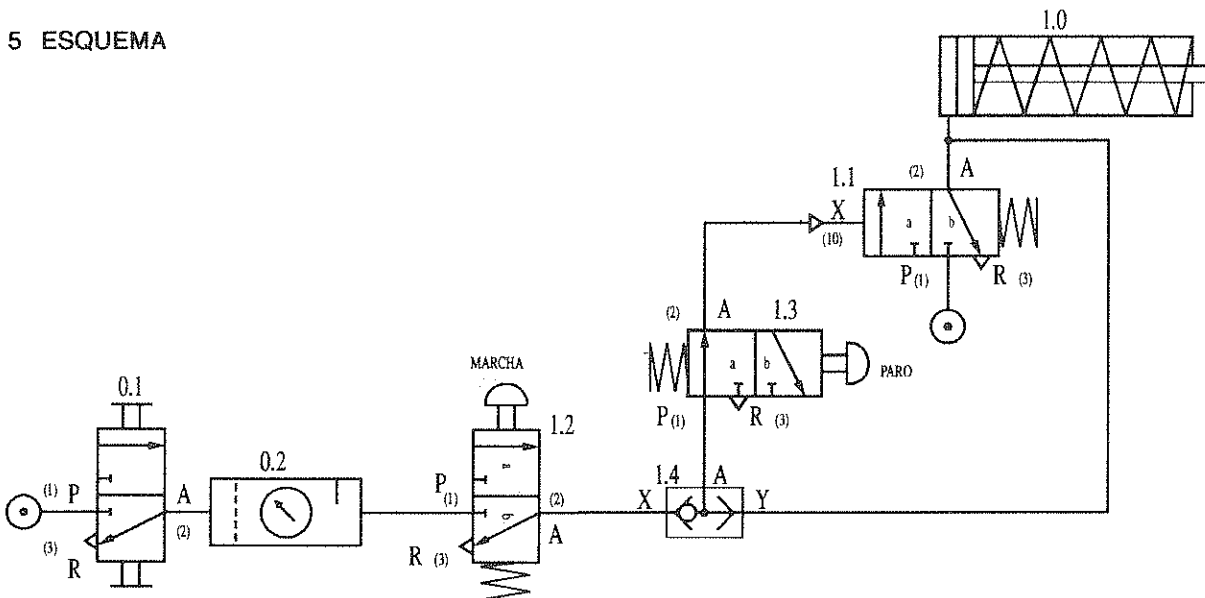 5 ESQUEMA
1.0
(2) A
1.1
X
(10)
a b
P(1) R (3)
(2) A 1.3
a b
PARO
P(1) R (3)
MARCHA
1.2
0.1
0.2
1.4 A
(1) P A
P(1) (2)
X Y
(3) (2)
b
A
R
R (3)